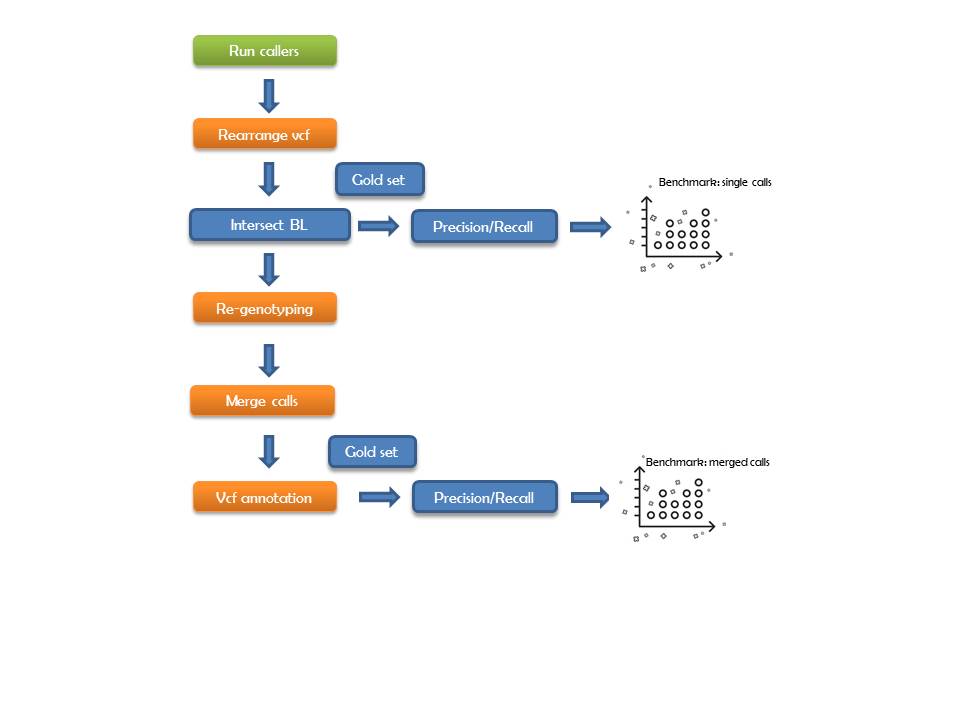 Run callers
Rearrange vcf
Gold set
Benchmark: single calls
Intersect BL
Precision/Recall
Re-genotyping
Merge calls
Gold set
Benchmark: merged calls
Vcf annotation
Precision/Recall